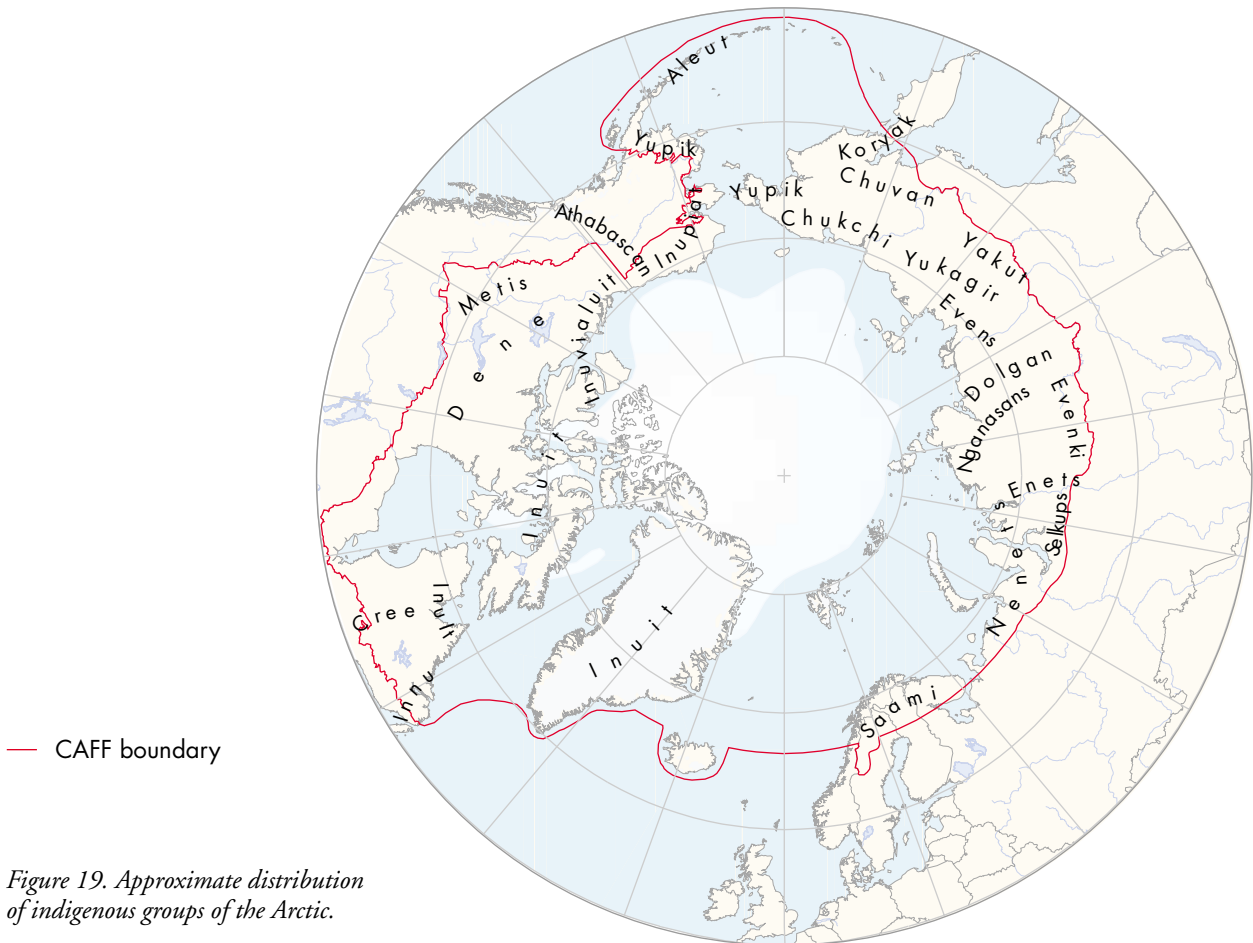 Aleut
Yupik
Koryak
Chuvan
Yupik
Chukchi
Athabascan
Inupiat
Yakut
Yukagir
Evens
Metis
Inuvialuit
Dene
Dolgan
Evenki
Nganasans
Inuit
Enets
Selkups
Nenets
Inuit
Cree
Inuit
Innu
Saami
CAFF boundary
Figure 19. Approximate distribution
of indigenous groups of the Arctic.